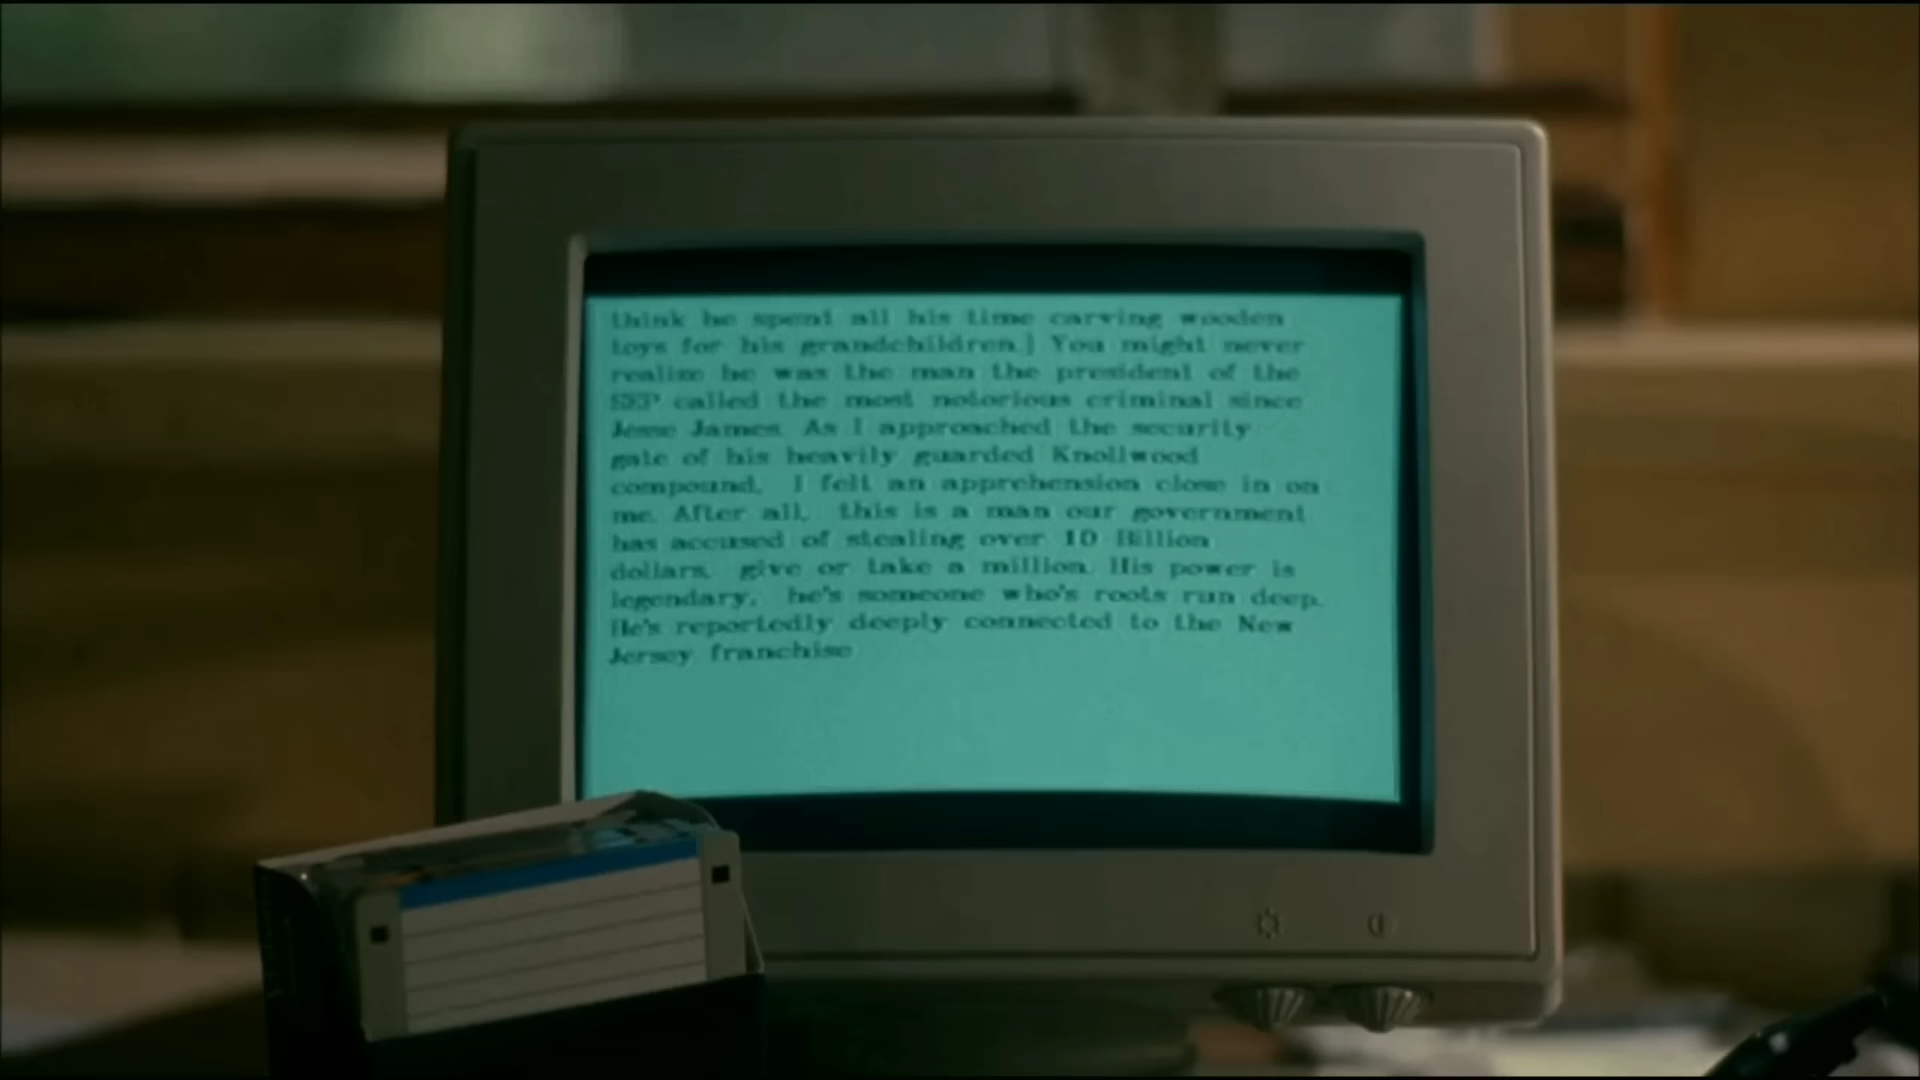 think he spent all his time carving wooden
toys for his grandchildren.] You might never
realize he was the man the president of the
SEP called the most notorious criminal since
Jesse James. As I approached the security
gate of his heavily guarded Knollwood
compound, I felt an apprehension close in on
me. After all, this is a man our government
has accused of stealing over 10 Billion
dollars, give or take a million. His power is
legendary, he's someone who's roots run deep.
He's reportedly deeply connected to the New
Jersey franchise